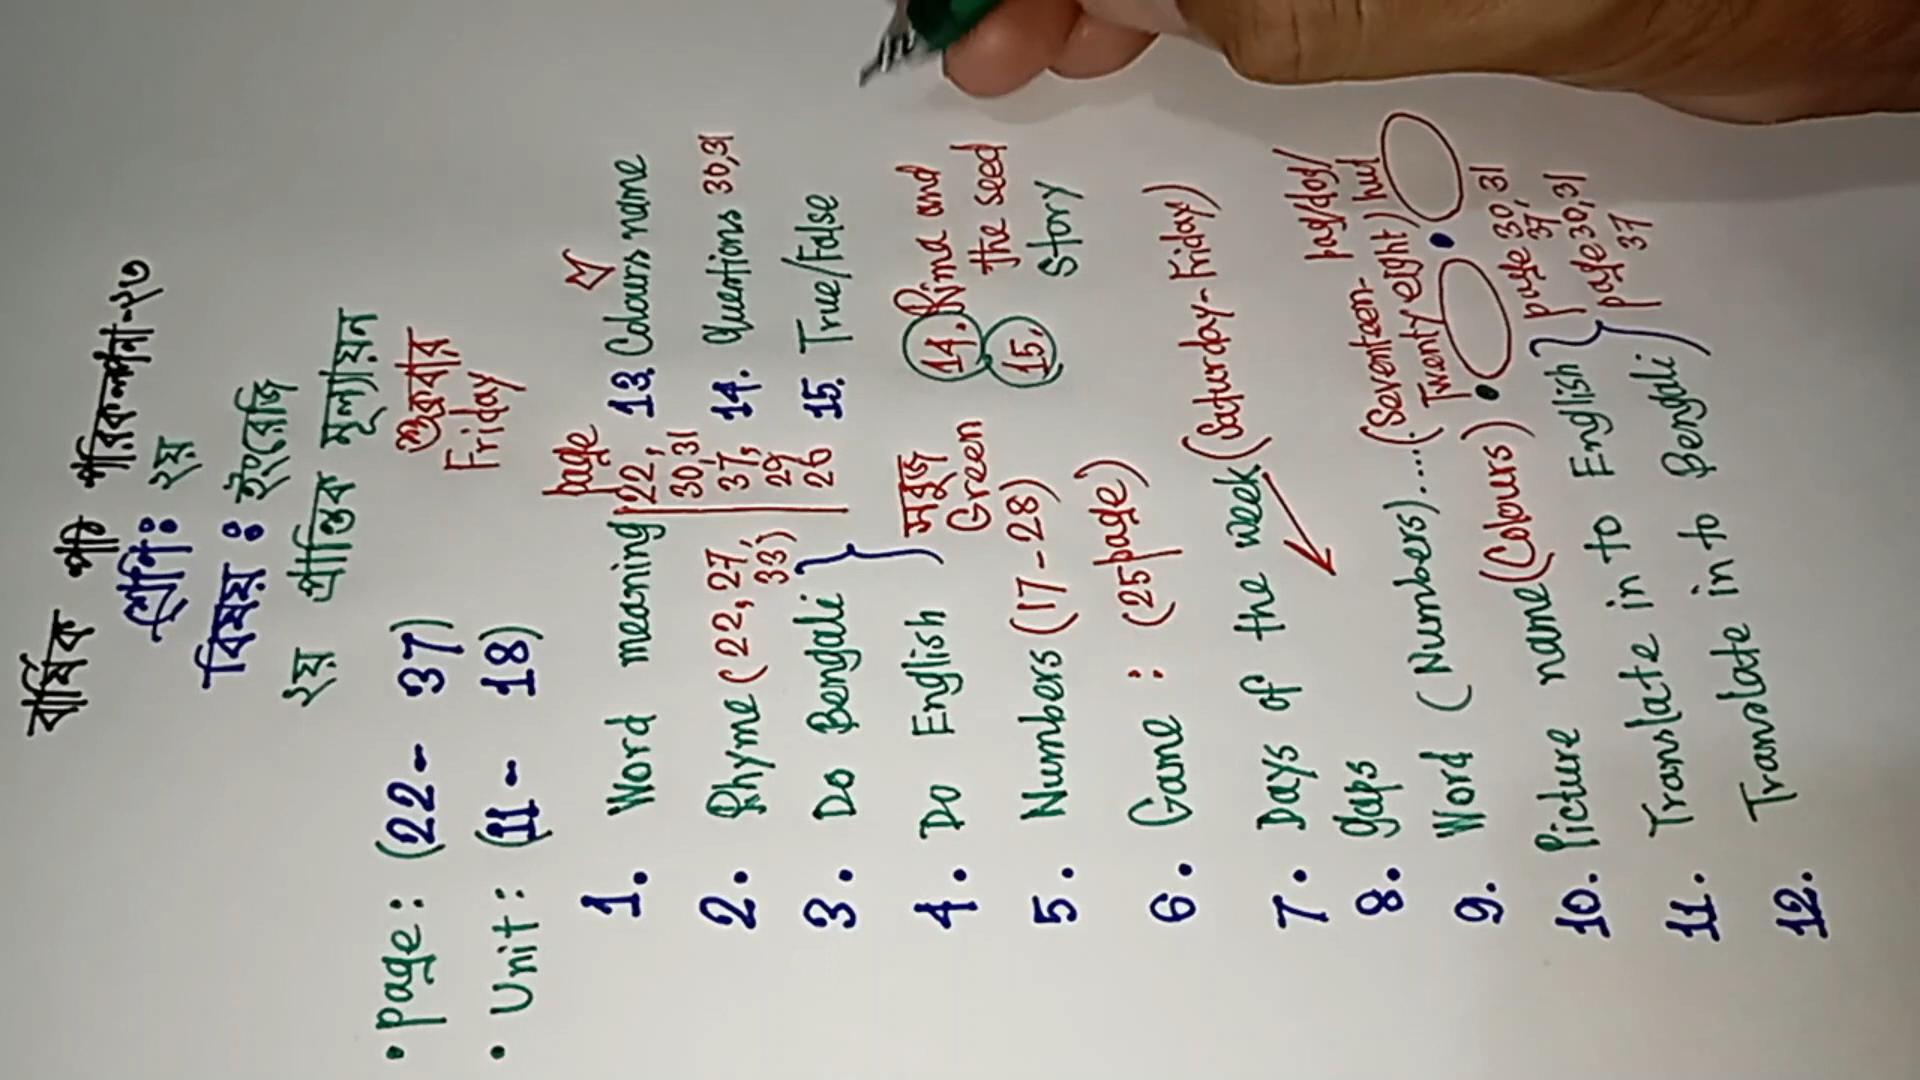 বার্ষিক পাঠ পরিকল্পনা-২৩
শ্রেণি: ২য়
বিষয়: ইংরেজি
২য় প্রান্তিক মূল্যায়ন
• Page: (22- 37)
শুক্রবার
Friday
• Unit: (11- 18)
page
1. Word meaning 22,
30,31
37,
29
26
13. Colours name
2. Rhyme (22, 27,
33)
14. Questions 30,31
3. Do Bengali
15. True/False
সবুজ
Green
4. Do English
14. Rima and
the seed
15. Story
5. Numbers (17-28)
6. Game : (25 page)
7. Days of the week (Saturday-Friday)
8. gaps
9. Word (Numbers)....(Seventeen-
Twenty eight)
10. Picture name (Colours)
11. Translate in to English
page 30, 31
37,
12. Translate in to Bengali
page 30,31
37